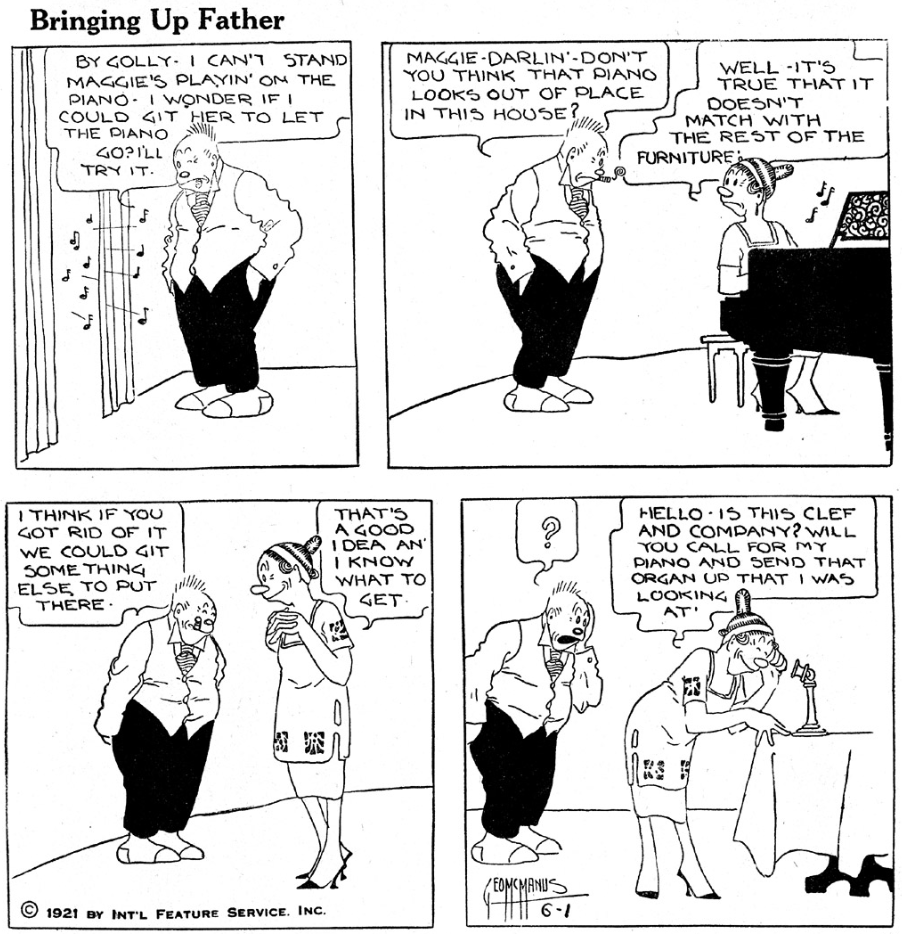 Bringing Up Father
BY GOLLY- I CAN'T STAND
MAGGIE'S PLAYIN' ON THE
PIANO- I WONDER IF I
COULD GIT HER TO LET
THE PIANO
GO? I'LL
TRY IT.
MAGGIE-DARLIN'-DON'T
YOU THINK THAT PIANO
LOOKS OUT OF PLACE
IN THIS HOUSE?
WELL-IT'S
TRUE THAT IT
DOESN'T
MATCH WITH
THE REST OF THE
FURNITURE:
I THINK IF YOU
GOT RID OF IT
WE COULD GIT
SOMETHING
ELSE TO PUT
THERE-
THAT'S
A GOOD
IDEA AN'
I KNOW
WHAT TO
GET.
?
HELLO-IS THIS CLEF
AND COMPANY? WILL
YOU CALL FOR MY
PIANO AND SEND THAT
ORGAN UP THAT I WAS
LOOKING
AT!
© 1921 BY INT'L FEATURE SERVICE. INC.
GEO MCMANUS
6-1